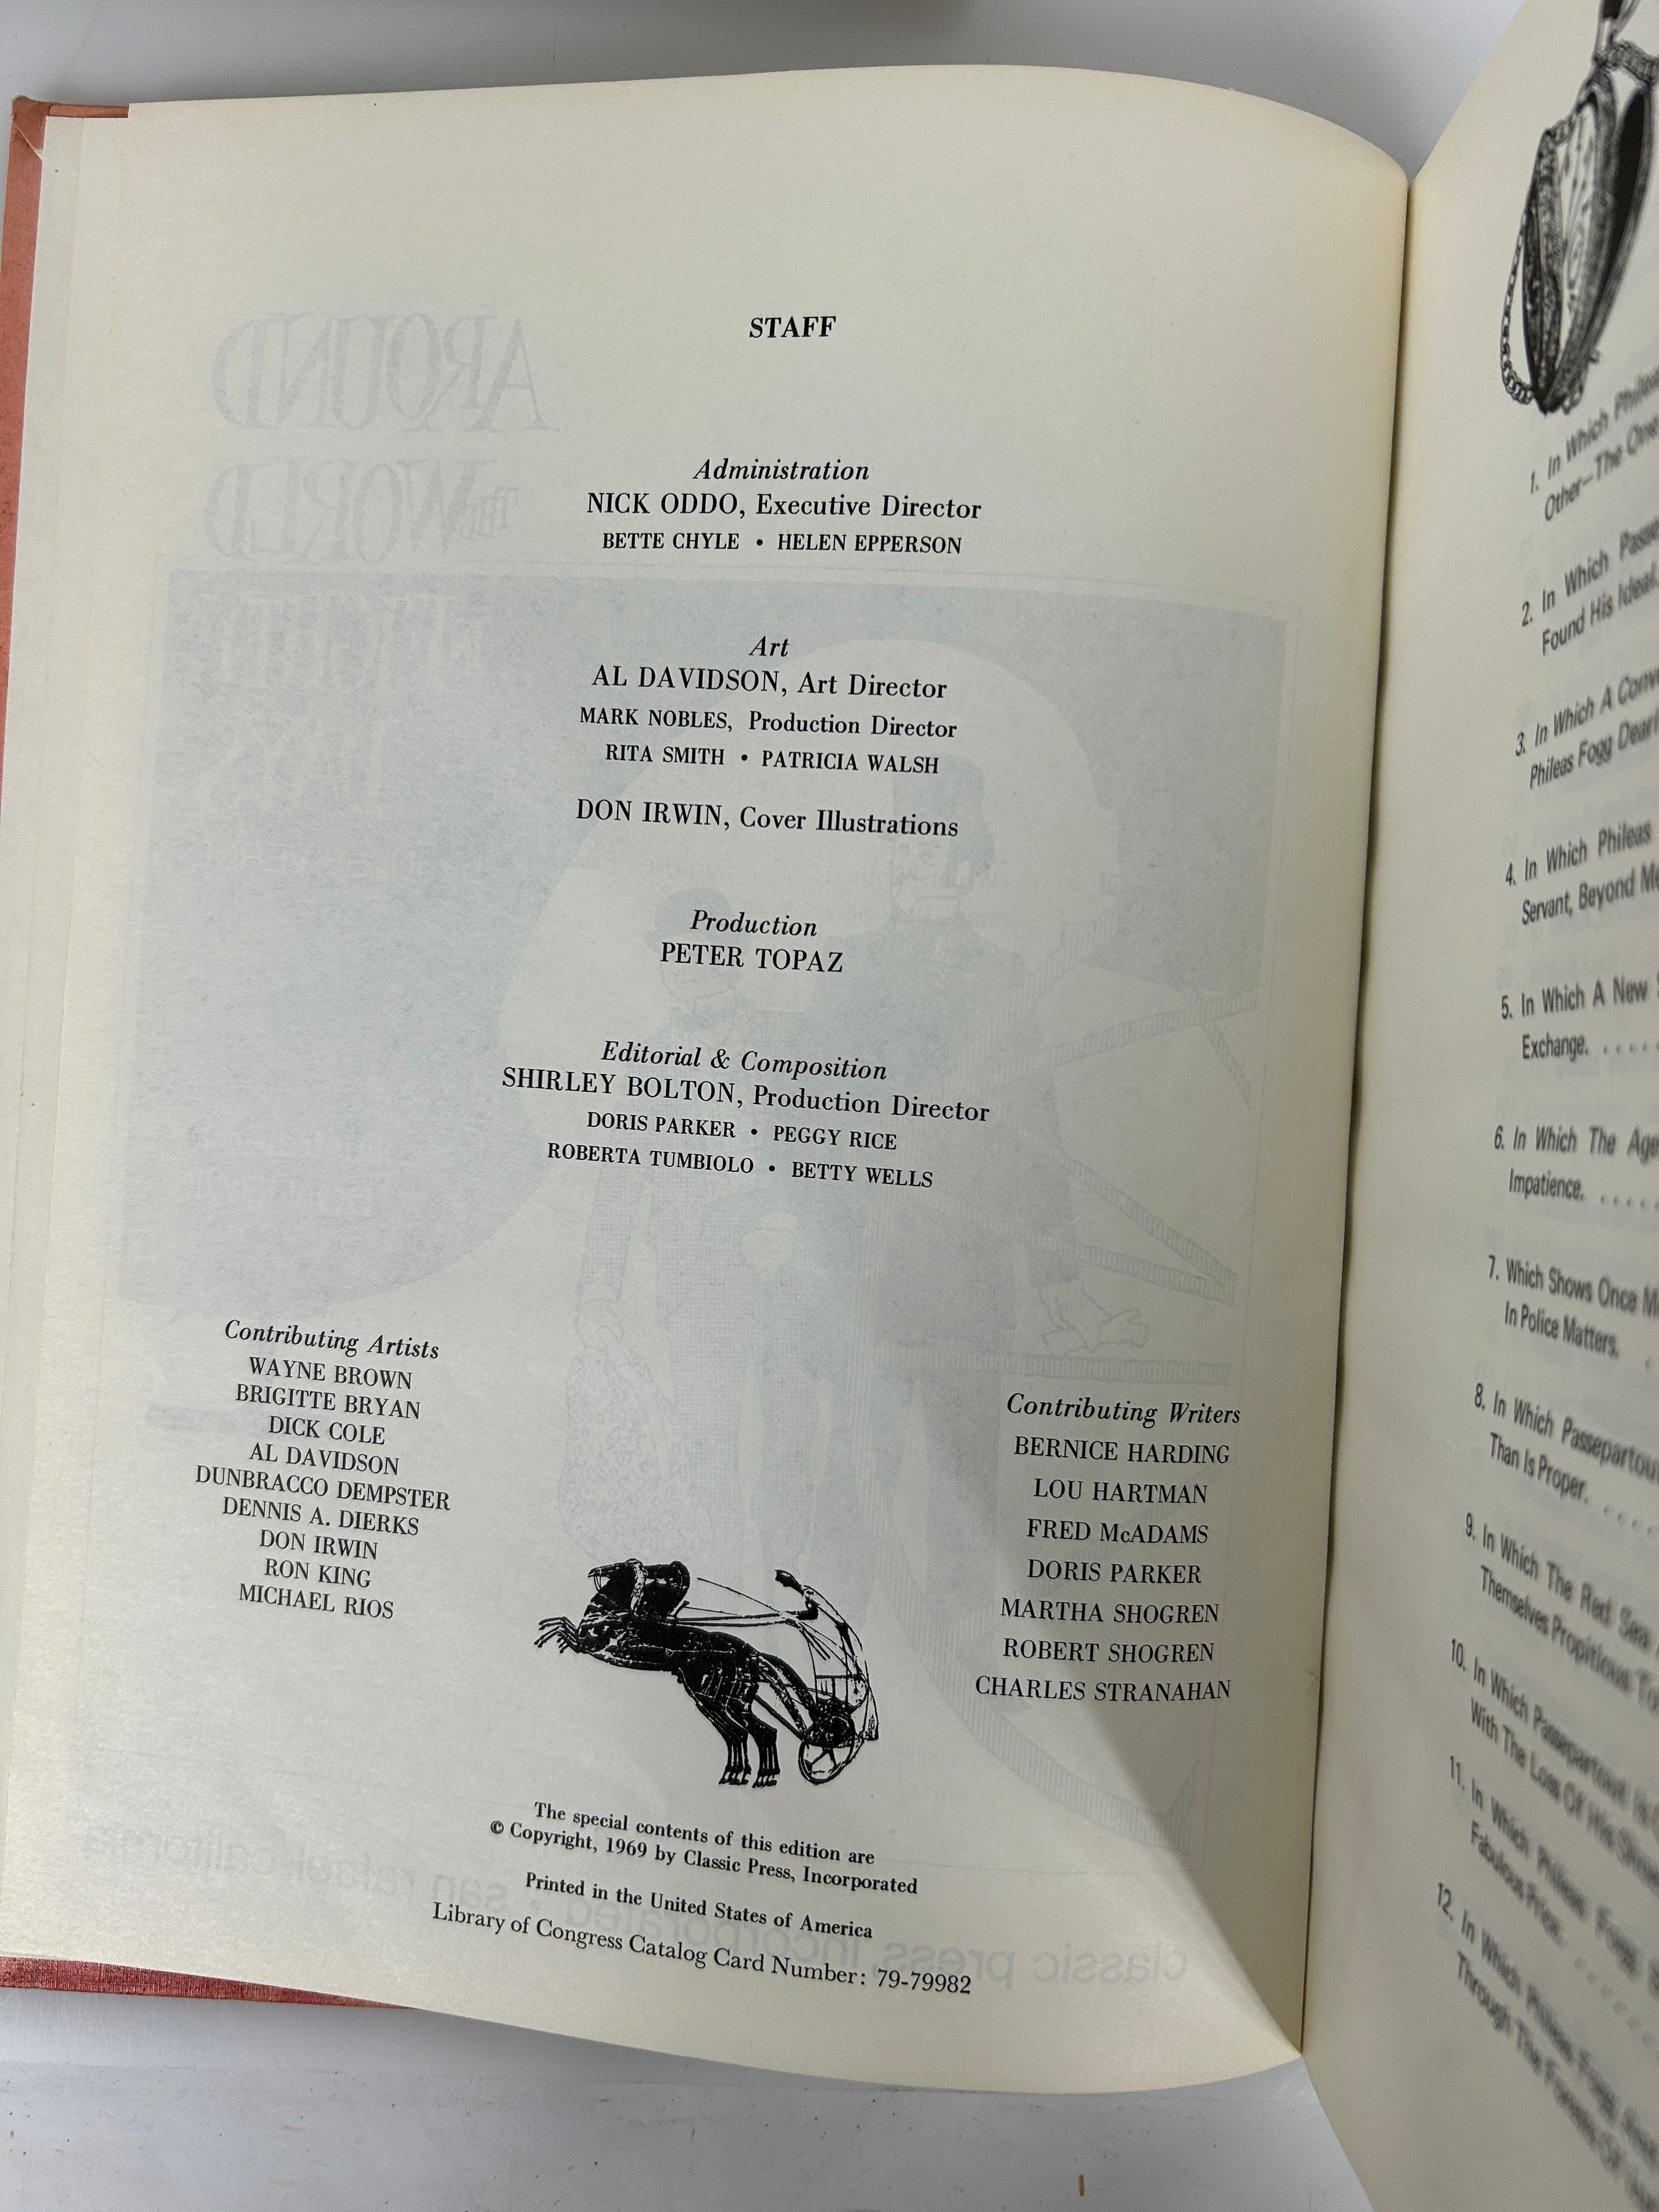 STAFF
Administration
NICK ODDO, Executive Director
BETTE CHYLE • HELEN EPPERSON
Art
AL DAVIDSON, Art Director
MARK NOBLES, Production Director
RITA SMITH • PATRICIA WALSH
DON IRWIN, Cover Illustrations
Production
PETER TOPAZ
Editorial & Composition
SHIRLEY BOLTON, Production Director
DORIS PARKER • PEGGY RICE
ROBERTA TUMBIOLO • BETTY WELLS
Contributing Artists
WAYNE BROWN
BRIGITTE BRYAN
DICK COLE
AL DAVIDSON
DUNBRACCO DEMPSTER
DENNIS A. DIERKS
DON IRWIN
RON KING
MICHAEL RIOS
Contributing Writers
BERNICE HARDING
LOU HARTMAN
FRED McADAMS
DORIS PARKER
MARTHA SHOGREN
ROBERT SHOGREN
CHARLES STRANAHAN
The special contents of this edition are
© Copyright, 1969 by Classic Press, Incorporated
Printed in the United States of America
Library of Congress Catalog Card Number: 79-79982
1. In Which Phileas
Other—The One
2. In Which
Found His Ideal.
3. In Which A
Phileas Fogg
4. In Which Phileas
Servant, Beyond
5. In Which A New
Exchange. . . . . .
6. In Which The
Impatience. . . . . .
7. Which Shows Once
In Police Matters. .
8. In Which Passepartout
Than Is Proper. . . . .
9. In Which The Red Sea
Themselves Propitious To
10. In Which Passepartout Is
With The Loss Of His Shoes
11. In Which Phileas Fogg
Fabulous Price. . . . .
12. In Which Phileas Fogg
Through The Forests Of